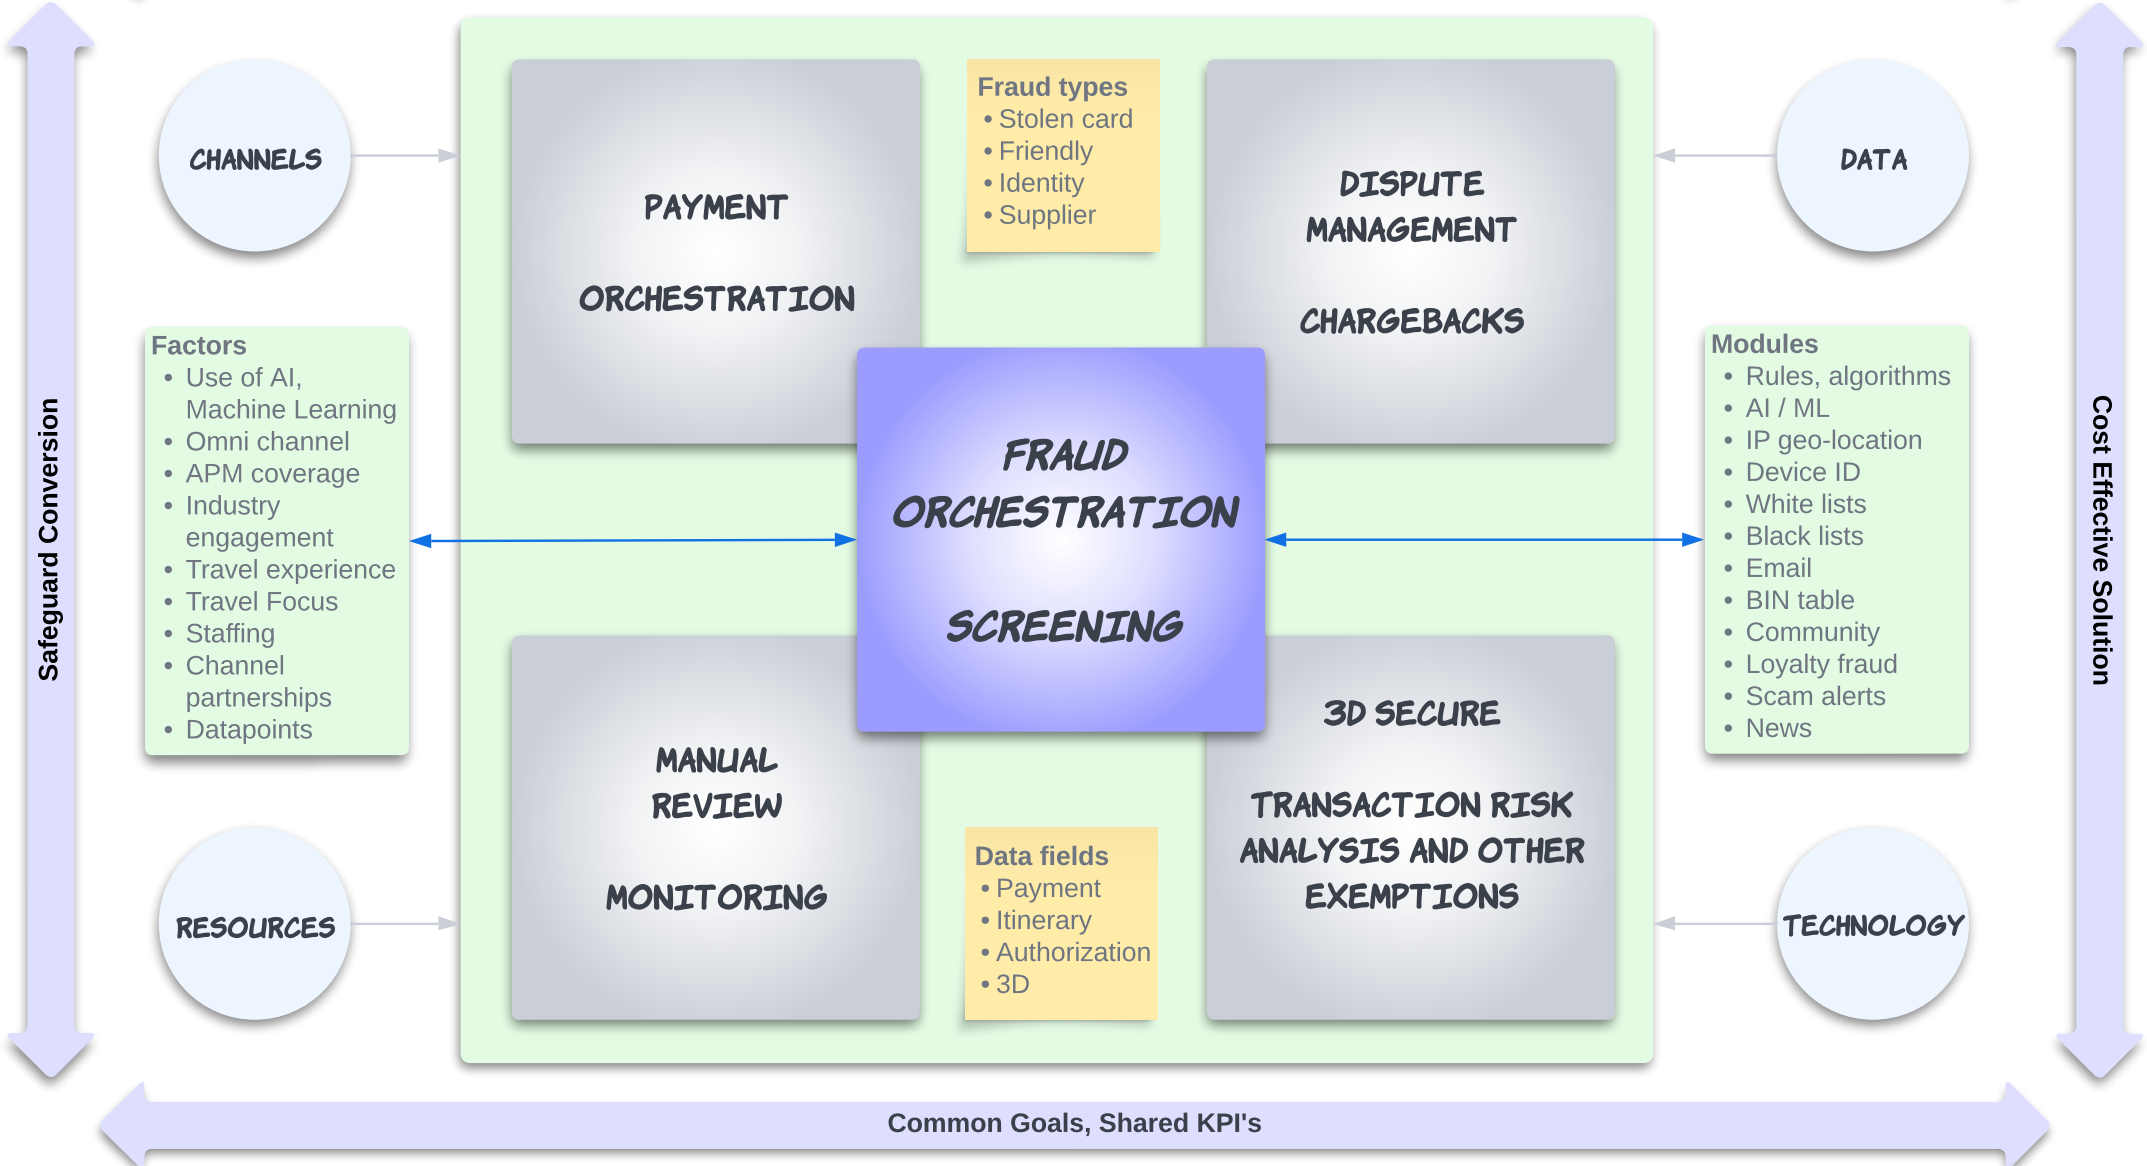 CHANNELS
PAYMENT
ORCHESTRATION
Fraud types
• Stolen card
• Friendly
• Identity
• Supplier
DISPUTE
MANAGEMENT
CHARGEBACKS
DATA
Safeguard Conversion
Factors
• Use of AI,
Machine Learning
• Omni channel
• APM coverage
• Industry
engagement
• Travel experience
• Travel Focus
• Staffing
• Channel
partnerships
• Datapoints
FRAUD
ORCHESTRATION
SCREENING
Modules
• Rules, algorithms
• AI / ML
• IP geo-location
• Device ID
• White lists
• Black lists
• Email
• BIN table
• Community
• Loyalty fraud
• Scam alerts
• News
Cost Effective Solution
RESOURCES
MANUAL
REVIEW
MONITORING
Data fields
• Payment
• Itinerary
• Authorization
• 3D
3D SECURE
TRANSACTION RISK
ANALYSIS AND OTHER
EXEMPTIONS
TECHNOLOGY
Common Goals, Shared KPI's